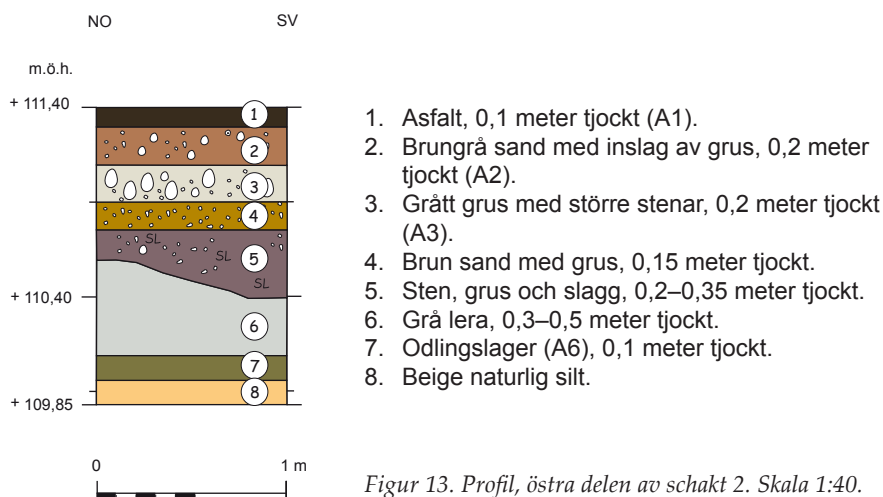 NO SV
m.ö.h.
+ 111,40
1
2
3
4
SL
5
SL
SL
+ 110,40
6
7
8
+ 109,85
0 1 m
1. Asfalt, 0,1 meter tjockt (A1).
2. Brungrå sand med inslag av grus, 0,2 meter
tjockt (A2).
3. Grått grus med större stenar, 0,2 meter tjockt
(A3).
4. Brun sand med grus, 0,15 meter tjockt.
5. Sten, grus och slagg, 0,2–0,35 meter tjockt.
6. Grå lera, 0,3–0,5 meter tjockt.
7. Odlingslager (A6), 0,1 meter tjockt.
8. Beige naturlig silt.
Figur 13. Profil, östra delen av schakt 2. Skala 1:40.